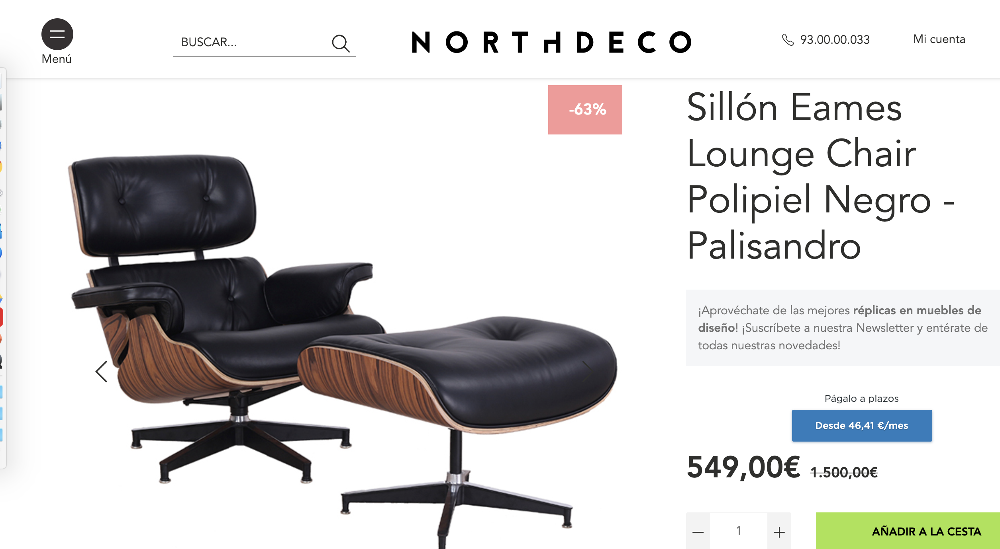 Menú
BUSCAR...
NORTHDECO
93.00.00.033
Mi cuenta
-63%
Sillón Eames
Lounge Chair
Polipiel Negro -
Palisandro
¡Aprovéchate de las mejores réplicas en muebles de
diseño! ¡Suscríbete a nuestra Newsletter y entérate de
todas nuestras novedades!
Págalo a plazos
Desde 46,41 €/mes
549,00€ 1.500,00€
1
AÑADIR A LA CESTA